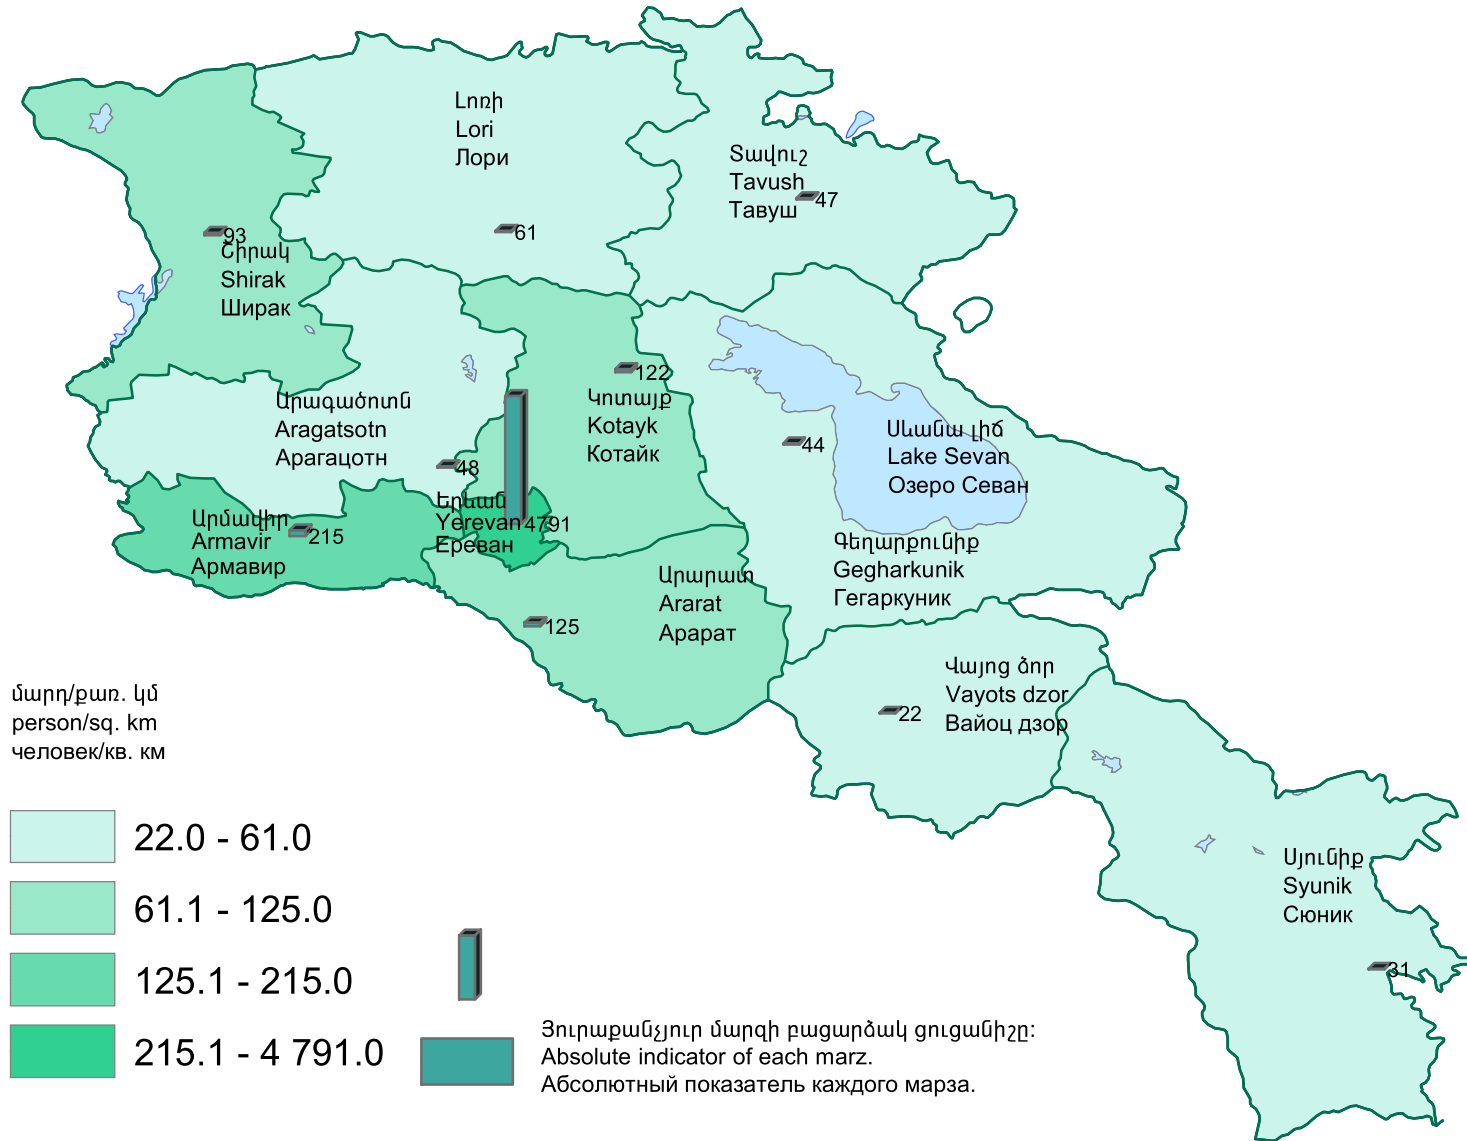 Լոռի
Lori
Лори
61
Տավուշ
Tavush
Тавуш
47
93
Շիրակ
Shirak
Ширак
122
Կոտայք
Kotayk
Котайк
Արագածոտն
Aragatsotn
Арагацотн
48
44
Սևանա լիճ
Lake Sevan
Озеро Севан
Երևան
Yerevan
Ереван
4791
Արմավիր
Armavir
Армавир
215
Գեղարքունիք
Gegharkunik
Гегаркуник
Արարատ
Ararat
Арарат
125
Վայոց ձոր
Vayots dzor
Вайоц дзор
22
Սյունիք
Syunik
Сюник
31
մարդ/քառ. կմ
person/sq. km
человек/кв. км
22.0 - 61.0
61.1 - 125.0
125.1 - 215.0
215.1 - 4 791.0
Յուրաքանչյուր մարզի բացարձակ ցուցանիշը:
Absolute indicator of each marz.
Абсолютный показатель каждого марза.